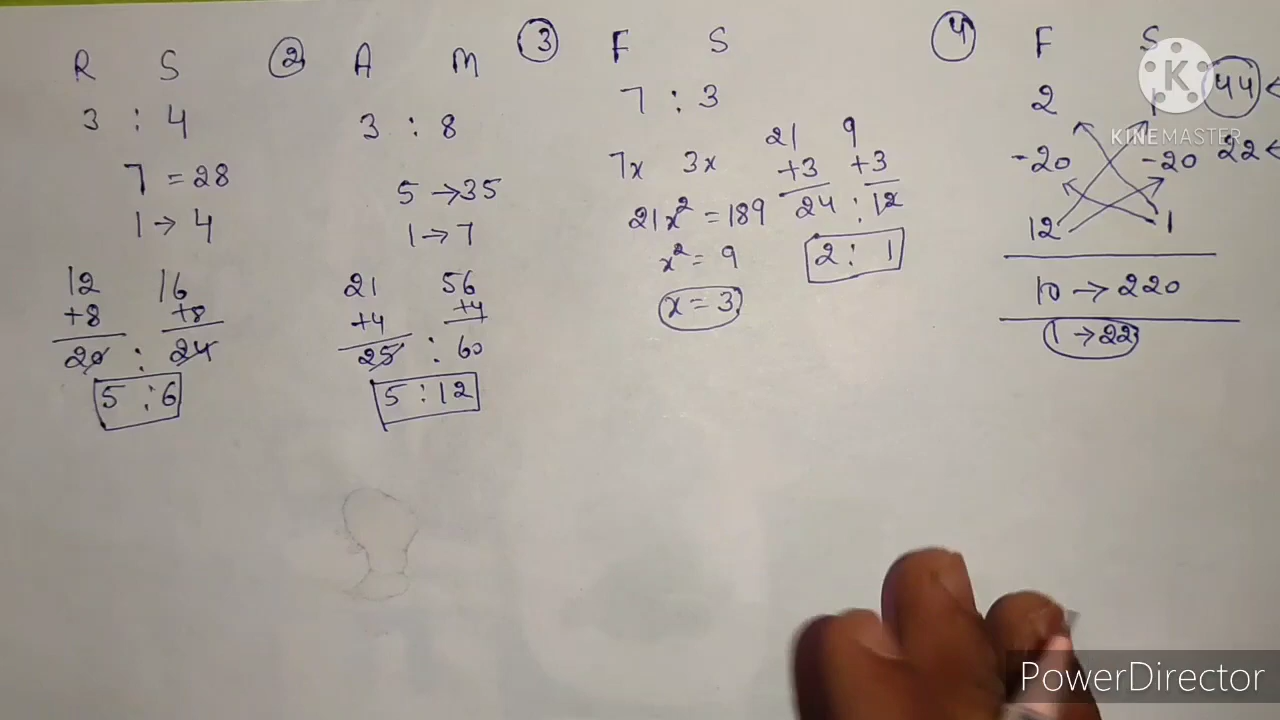 R S
3 : 4
7 = 28
1 → 4
12 16
+8 +8
20 : 24
5 : 6
② A M
3 : 8
5 → 35
1 → 7
21 56
+4 +4
25 : 60
5 : 12
③ F S
7 : 3
7x 3x
21x² = 189
x² = 9
x = 3
21 9
+3 +3
24 : 12
2 : 1
④ F S
2 1 44 ←
-20 -20 22 ←
12 1
10 → 220
1 → 22
KINEMASTER
PowerDirector